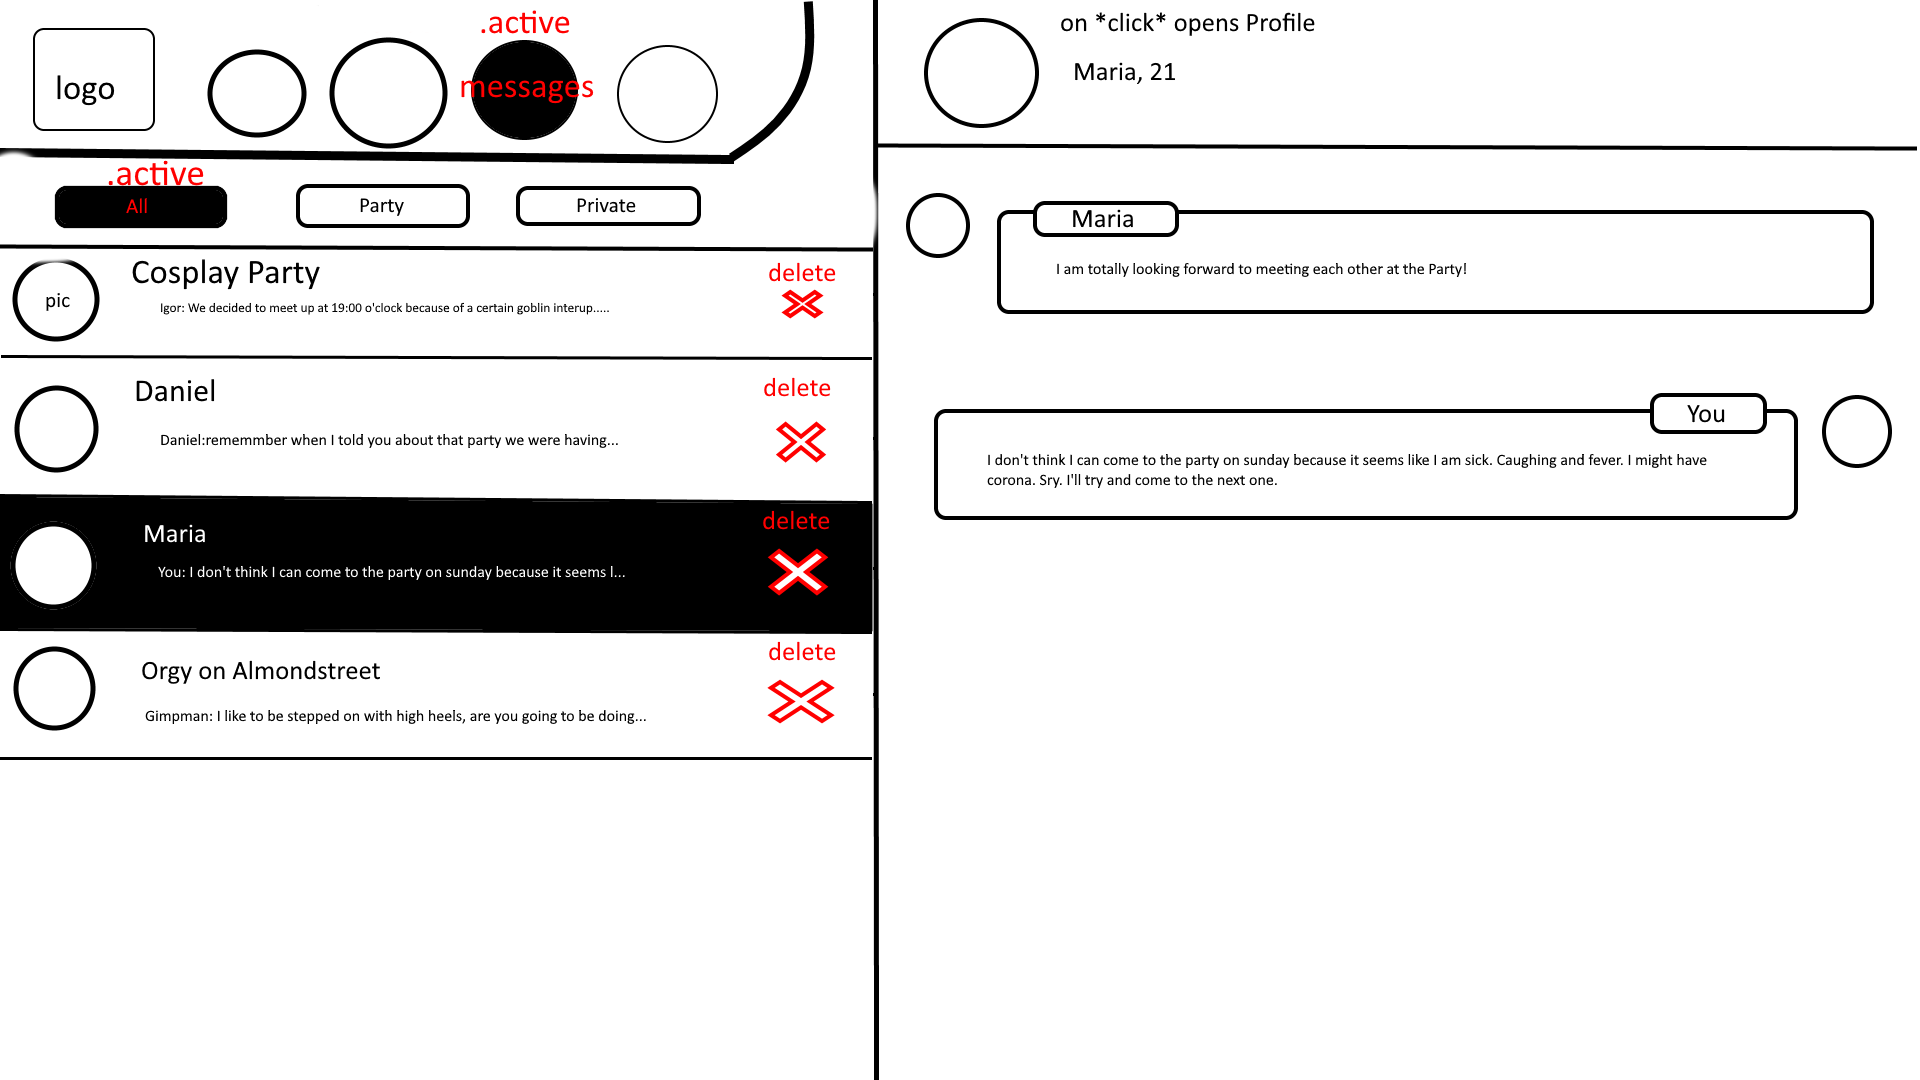 logo
.active
messages
.active
All
Party
Private
pic
Cosplay Party
Igor: We decided to meet up at 19:00 o'clock because of a certain goblin interup.....
delete
Daniel
Daniel:rememmber when I told you about that party we were having...
delete
Maria
You: I don't think I can come to the party on sunday because it seems l...
delete
Orgy on Almondstreet
Gimpman: I like to be stepped on with high heels, are you going to be doing...
delete
on *click* opens Profile
Maria, 21
Maria
I am totally looking forward to meeting each other at the Party!
You
I don't think I can come to the party on sunday because it seems like I am sick. Caughing and fever. I might have
corona. Sry. I'll try and come to the next one.